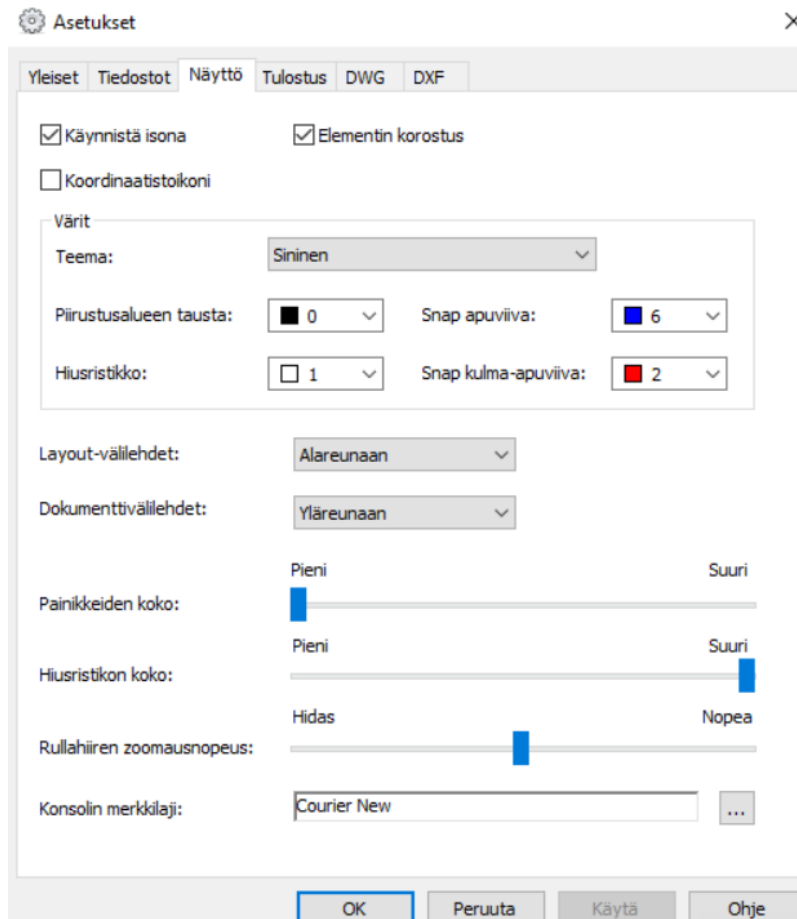 Asetukset
Yleiset Tiedostot Näyttö Tulostus DWG DXF
Käynnistä isona Elementin korostus
Koordinaatistoikoni
Värit
Teema: Sininen
Piirustusalueen tausta: 0 Snap apuviiva: 6
Hiusristikko: 1 Snap kulma-apuviiva: 2
Layout-välilehdet: Alareunaan
Dokumenttivälilehdet: Yläreunaan
Pieni Suuri
Painikkeiden koko:
Pieni Suuri
Hiusristikon koko:
Hidas Nopea
Rullahiiren zoomausnopeus:
Konsolin merkkilaji: Courier New ...
OK Peruuta Käytä Ohje